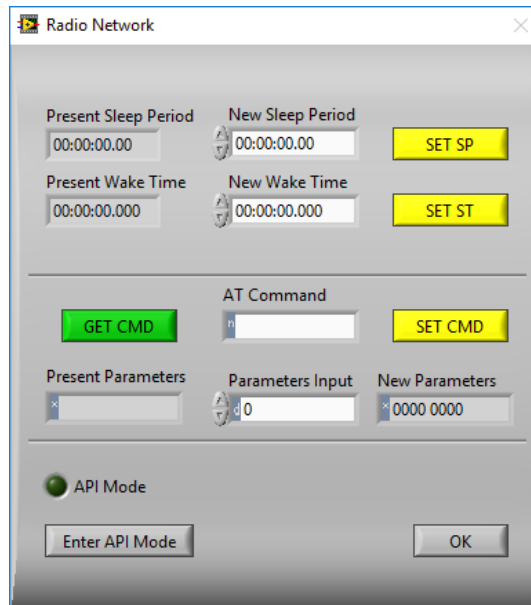 Radio Network
Present Sleep Period
New Sleep Period
00:00:00.00
00:00:00.00
SET SP
Present Wake Time
New Wake Time
00:00:00.000
00:00:00.000
SET ST
AT Command
GET CMD
n
SET CMD
Present Parameters
Parameters Input
New Parameters
x
d 0
x 0000 0000
API Mode
Enter API Mode
OK